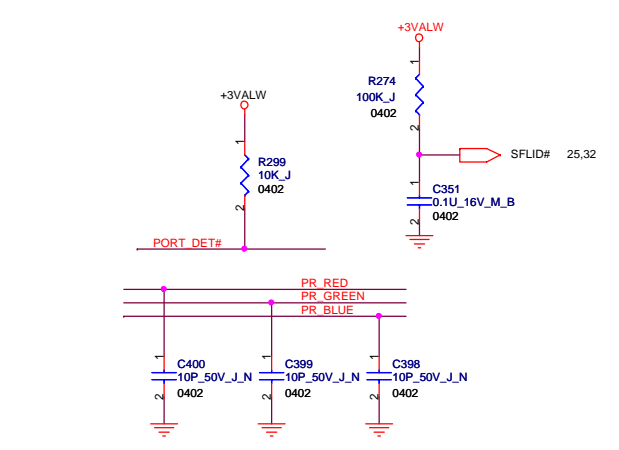 +3VALW
1
R274
100K_J
0402
2
SFLID# 25,32
1
C351
0.1U_16V_M_B
0402
2
+3VALW
1
R299
10K_J
0402
2
PORT_DET#
PR_RED
PR_GREEN
PR_BLUE
1
C400
10P_50V_J_N
0402
2
1
C399
10P_50V_J_N
0402
2
1
C398
10P_50V_J_N
0402
2